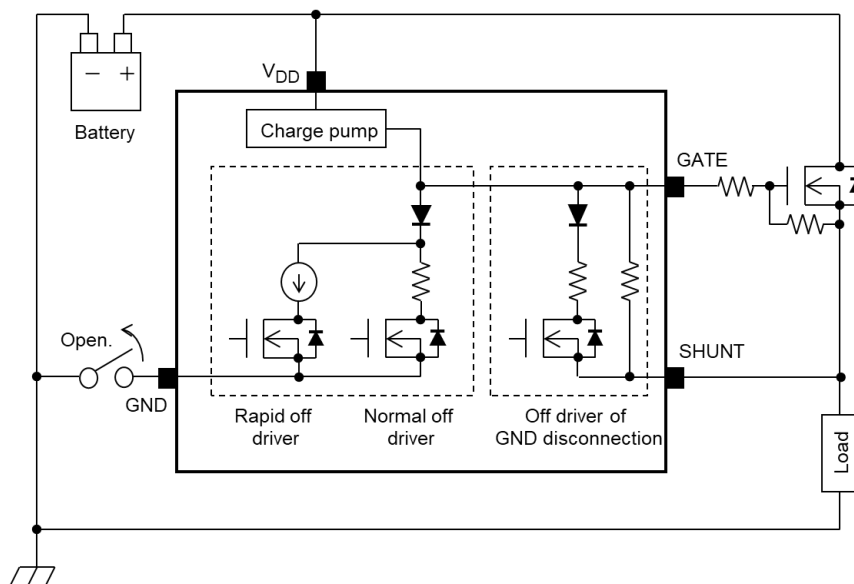 − +
Battery
VDD
Charge pump
GATE
Open.
GND
SHUNT
Rapid off
driver
Normal off
driver
Off driver of
GND disconnection
Load